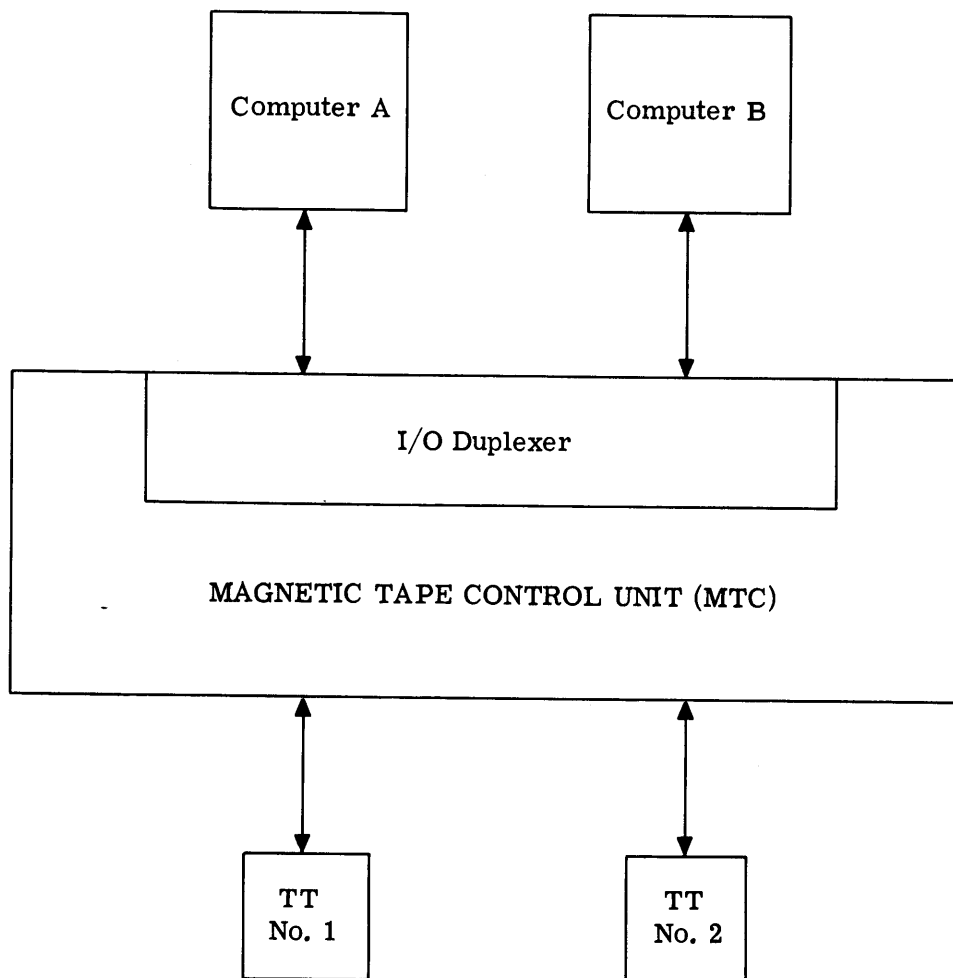 Computer A
Computer B
I/O Duplexer
MAGNETIC TAPE CONTROL UNIT (MTC)
TT
No. 1
TT
No. 2